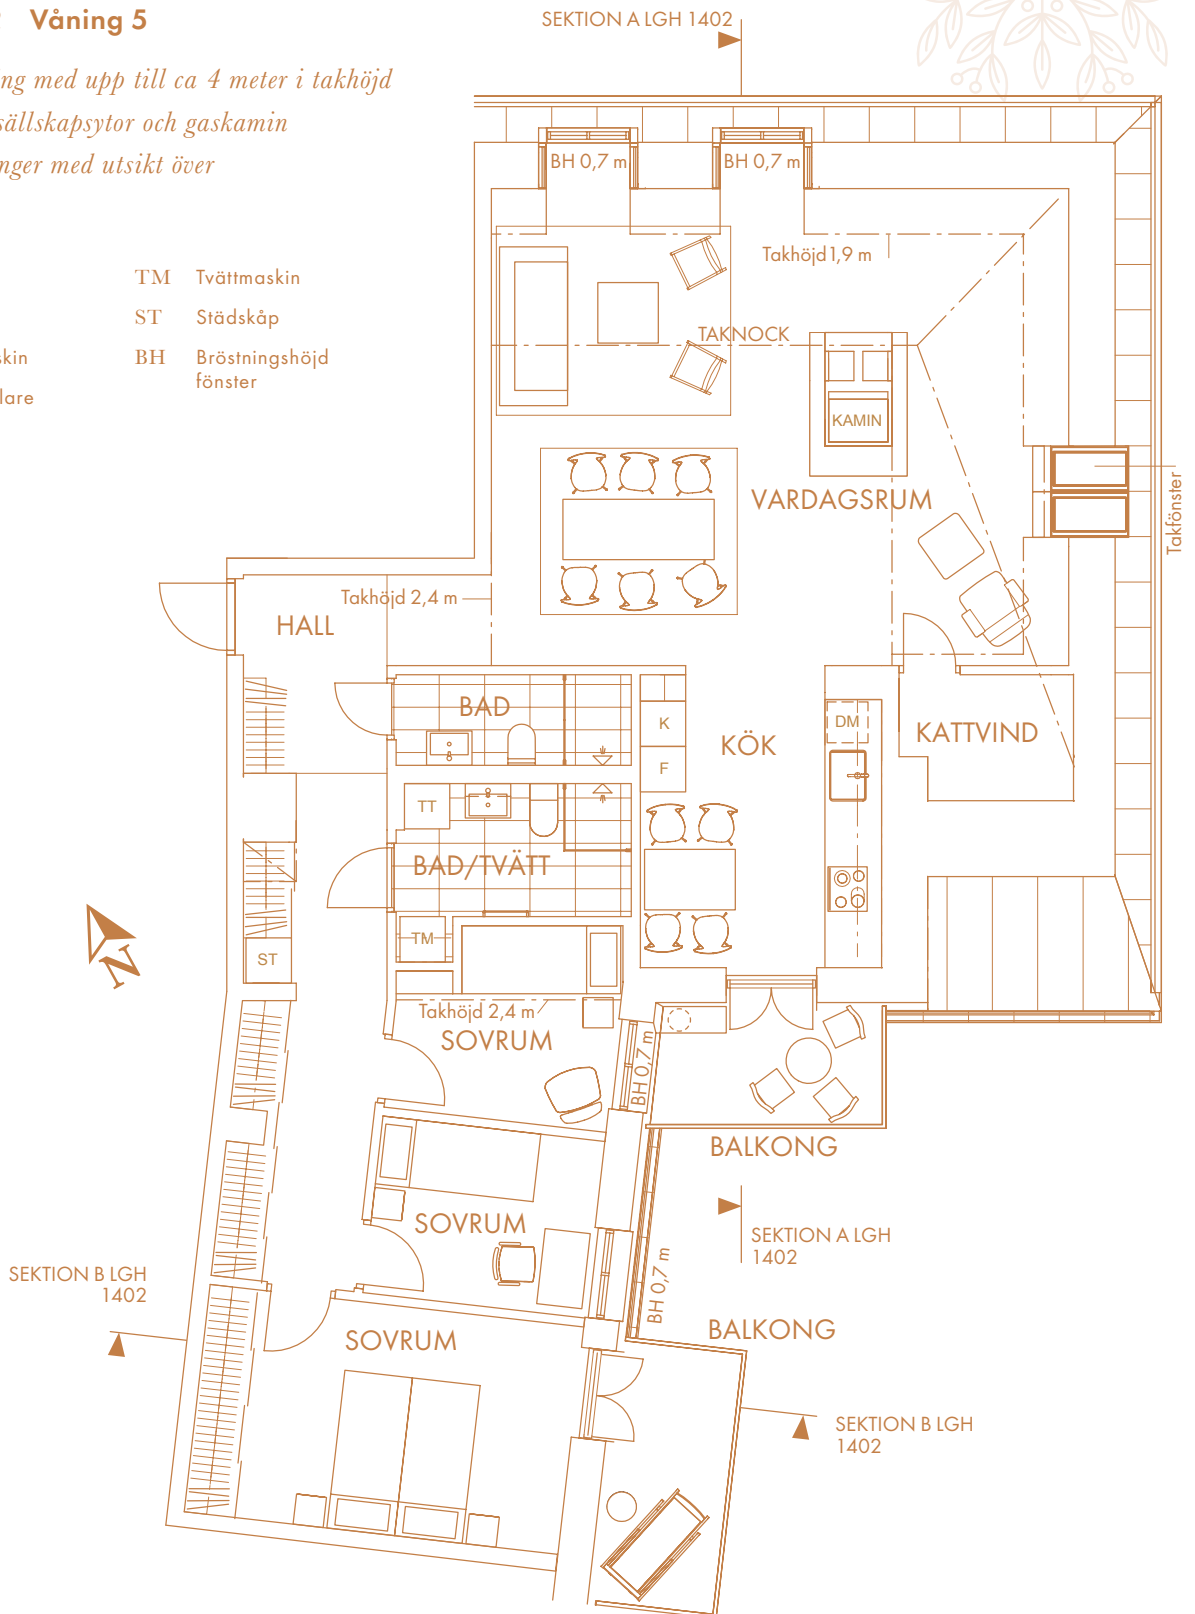 Våning 5
ng med upp till ca 4 meter i takhöjd
sällskapsytor och gaskamin
nger med utsikt över
TM Tvättmaskin
ST Städskåp
kin
BH Bröstningshöjd
fönster
lare
SEKTION A LGH 1402
BH 0,7 m
BH 0,7 m
Takhöjd 1,9 m
TAKNOCK
KAMIN
VARDAGSRUM
Takfönster
Takhöjd 2,4 m
HALL
BAD
K
F
KÖK
DM
KATTVIND
TT
BAD/TVÄTT
TM
ST
N
Takhöjd 2,4 m
SOVRUM
BH 0,7 m
BALKONG
SOVRUM
SEKTION A LGH
1402
BH 0,7 m
SEKTION B LGH
1402
SOVRUM
BALKONG
SEKTION B LGH
1402